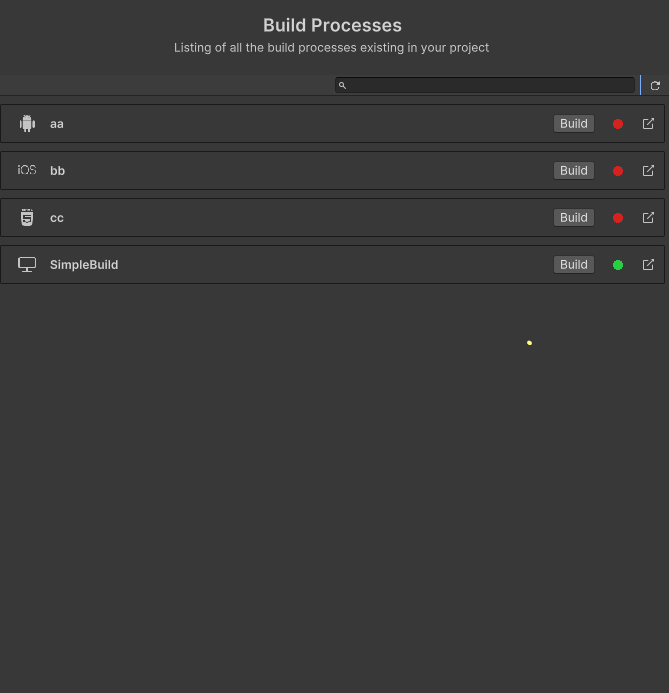 Build Processes
Listing of all the build processes existing in your project
aa Build
iOS bb Build
cc Build
SimpleBuild Build